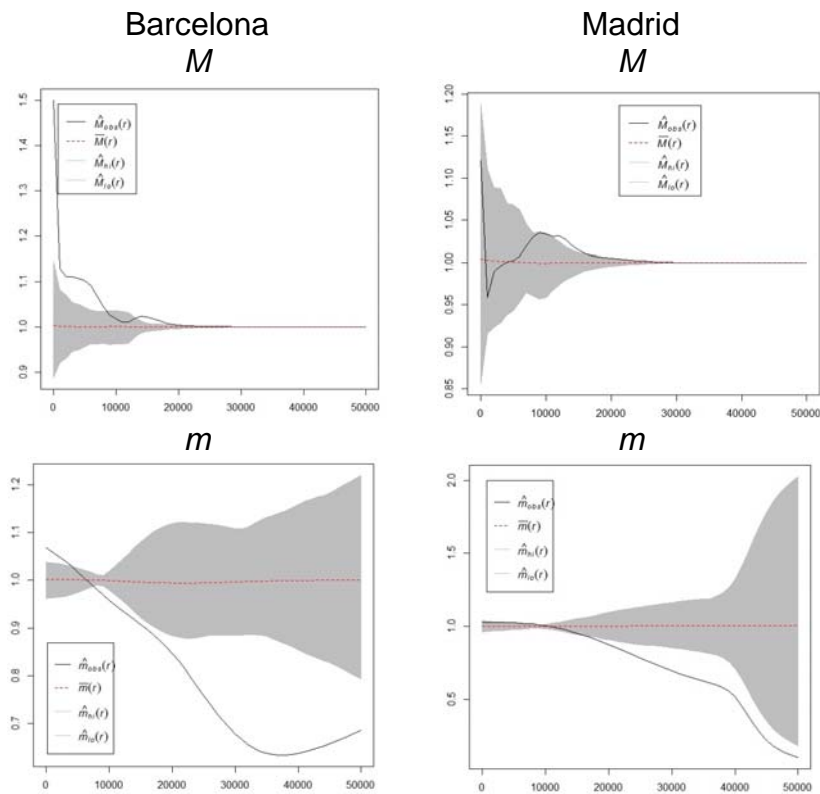 Barcelona
M
1.5
1.4
1.3
1.2
1.1
1.0
0.9
M̂obs(r)
M̄(r)
M̂hi(r)
M̂lo(r)
0 10000 20000 30000 40000 50000
Madrid
M
1.20
1.15
1.10
1.05
1.00
0.95
0.90
0.85
M̂obs(r)
M̄(r)
M̂hi(r)
M̂lo(r)
0 10000 20000 30000 40000 50000
m
1.2
1.1
1.0
0.9
0.8
0.7
m̂obs(r)
m̄(r)
m̂hi(r)
m̂lo(r)
0 10000 20000 30000 40000 50000
m
2.0
1.5
1.0
0.5
m̂obs(r)
m̄(r)
m̂hi(r)
m̂lo(r)
0 10000 20000 30000 40000 50000